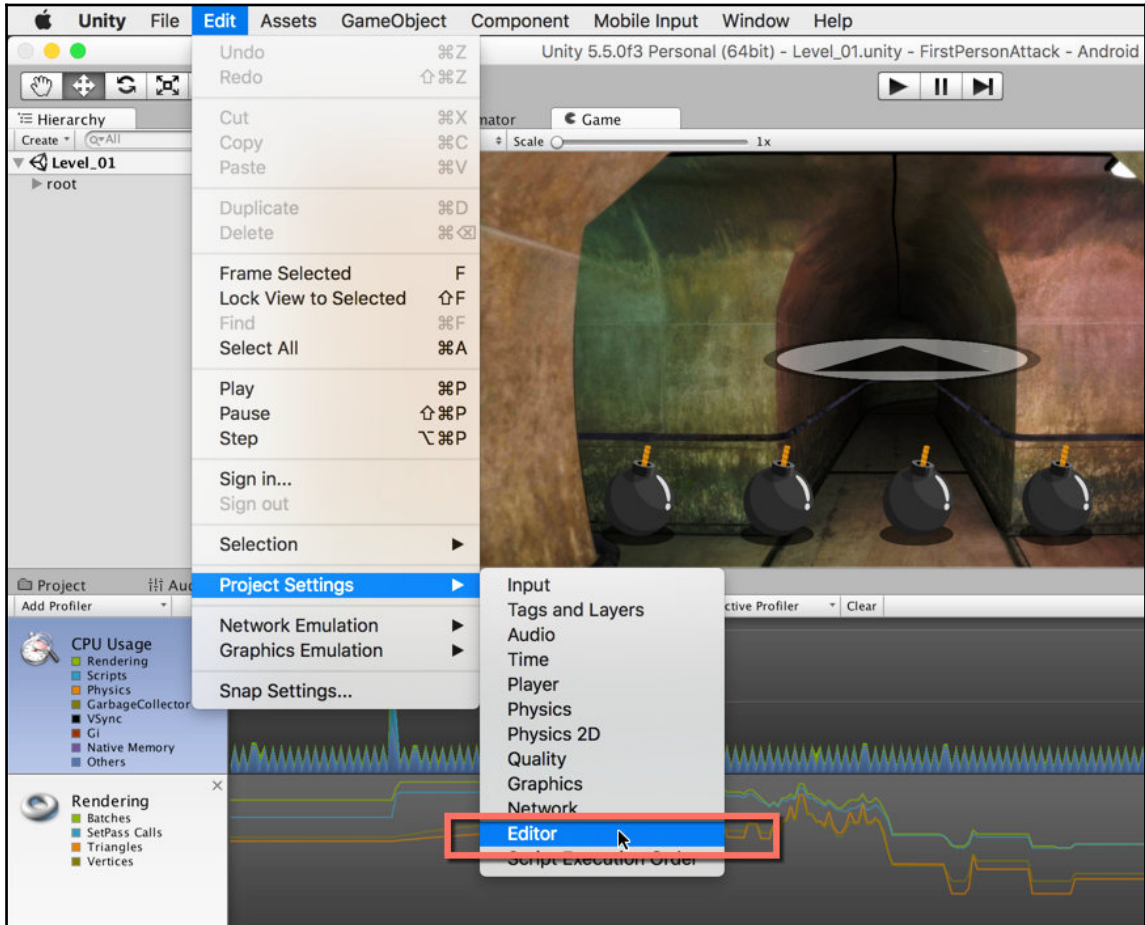 Unity File Edit Assets GameObject Component Mobile Input Window Help
Unity 5.5.0f3 Personal (64bit) - Level_01.unity - FirstPersonAttack - Android
Undo ⌘Z
Redo ⇧⌘Z
Hierarchy
Cut ⌘X
nator
Game
Create
All
Copy ⌘C
Scale 1x
Level_01
Paste ⌘V
root
Duplicate ⌘D
Delete ⌘⌫
Frame Selected F
Lock View to Selected ⇧F
Find ⌘F
Select All ⌘A
Play ⌘P
Pause ⇧⌘P
Step ⌥⌘P
Sign in...
Sign out
Selection
Project Au
Project Settings
Input
Add Profiler
Tags and Layers
ctive Profiler Clear
Network Emulation
Audio
CPU Usage
Graphics Emulation
Time
Rendering
Scripts
Player
Physics
Snap Settings...
Physics
GarbageCollector
VSync
Physics 2D
Gi
Native Memory
Quality
Others
Graphics
Network
Rendering
Batches
Editor
SetPass Calls
Triangles
Script Execution Order
Vertices